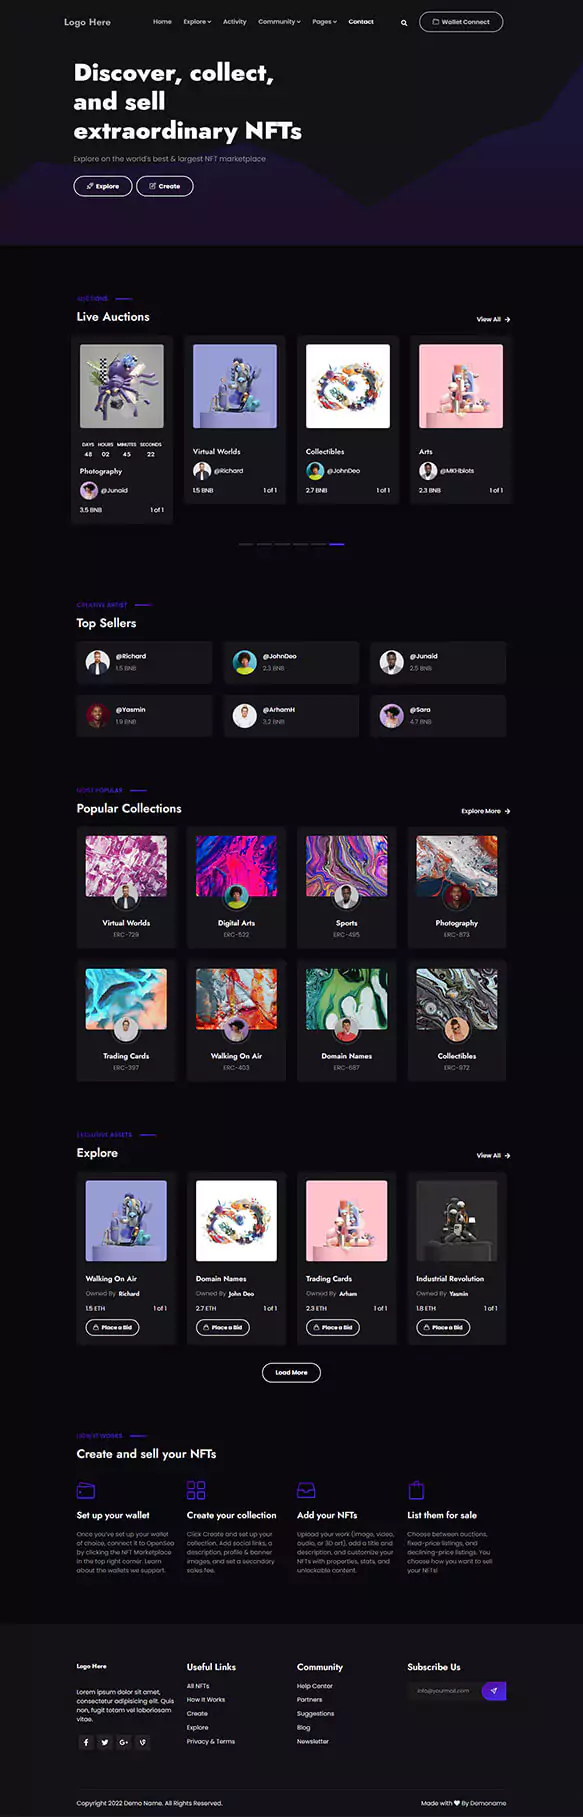 Logo Here
Home Explore Activity Community Pages Contact Wallet Connect
Discover, collect,
and sell
extraordinary NFTs
Explore on the world's best & largest NFT marketplace
Explore Create
AUCTIONS
Live Auctions View All
DAYS HOURS MINUTES SECONDS
48 02 45 22
Photography
@Junaid
3.5 BNB 1 of 1
Virtual Worlds
@Richard
1.5 BNB 1 of 1
Collectibles
@JohnDeo
2.7 BNB 1 of 1
Arts
@MKHblots
2.3 BNB 1 of 1
CREATIVE ARTIST
Top Sellers
@Richard
1.5 BNB
@JohnDeo
2.3 BNB
@Junaid
2.5 BNB
@Yasmin
1.9 BNB
@ArhamH
3.2 BNB
@Sara
4.7 BNB
MOST POPULAR
Popular Collections Explore More
Virtual Worlds
ERC-729
Digital Arts
ERC-522
Sports
ERC-495
Photography
ERC-873
Trading Cards
ERC-397
Walking On Air
ERC-403
Domain Names
ERC-687
Collectibles
ERC-972
EXCLUSIVE ASSETS
Explore View All
Walking On Air
Owned By Richard
1.5 ETH 1 of 1
Place a Bid
Domain Names
Owned By John Deo
2.7 ETH 1 of 1
Place a Bid
Trading Cards
Owned By Arham
2.3 ETH 1 of 1
Place a Bid
Industrial Revolution
Owned By Yasmin
1.8 ETH 1 of 1
Place a Bid
Load More
Create and sell your NFTs
Set up your wallet
Once you've set up your wallet
of choice, connect it to OpenSea
by clicking the NFT Marketplace
in the top right corner. Learn
about the wallets we support.
Create your collection
Click Create and set up your
collection. Add social links, a
description, profile & banner
images, and set a secondary
sales fee.
Add your NFTs
Upload your work (image, video,
audio, or 3D art), add a title and
description, and customize your
NFTs with properties, stats, and
unlockable content.
List them for sale
Choose between auctions,
fixed-price listings, and
declining-price listings. You
choose how you want to sell
your NFTs!
Logo Here
Lorem ipsum dolor sit amet,
consectetur adipisicing elit. Quis
non, fugit totam vel laboriosam
vitae.
Useful Links
All NFTs
How It Works
Create
Explore
Privacy & Terms
Community
Help Center
Partners
Suggestions
Blog
Newsletter
Subscribe Us
info@yourmail.com
Copyright 2022 Demo Name. All Rights Reserved. Made with ❤ By Demoname